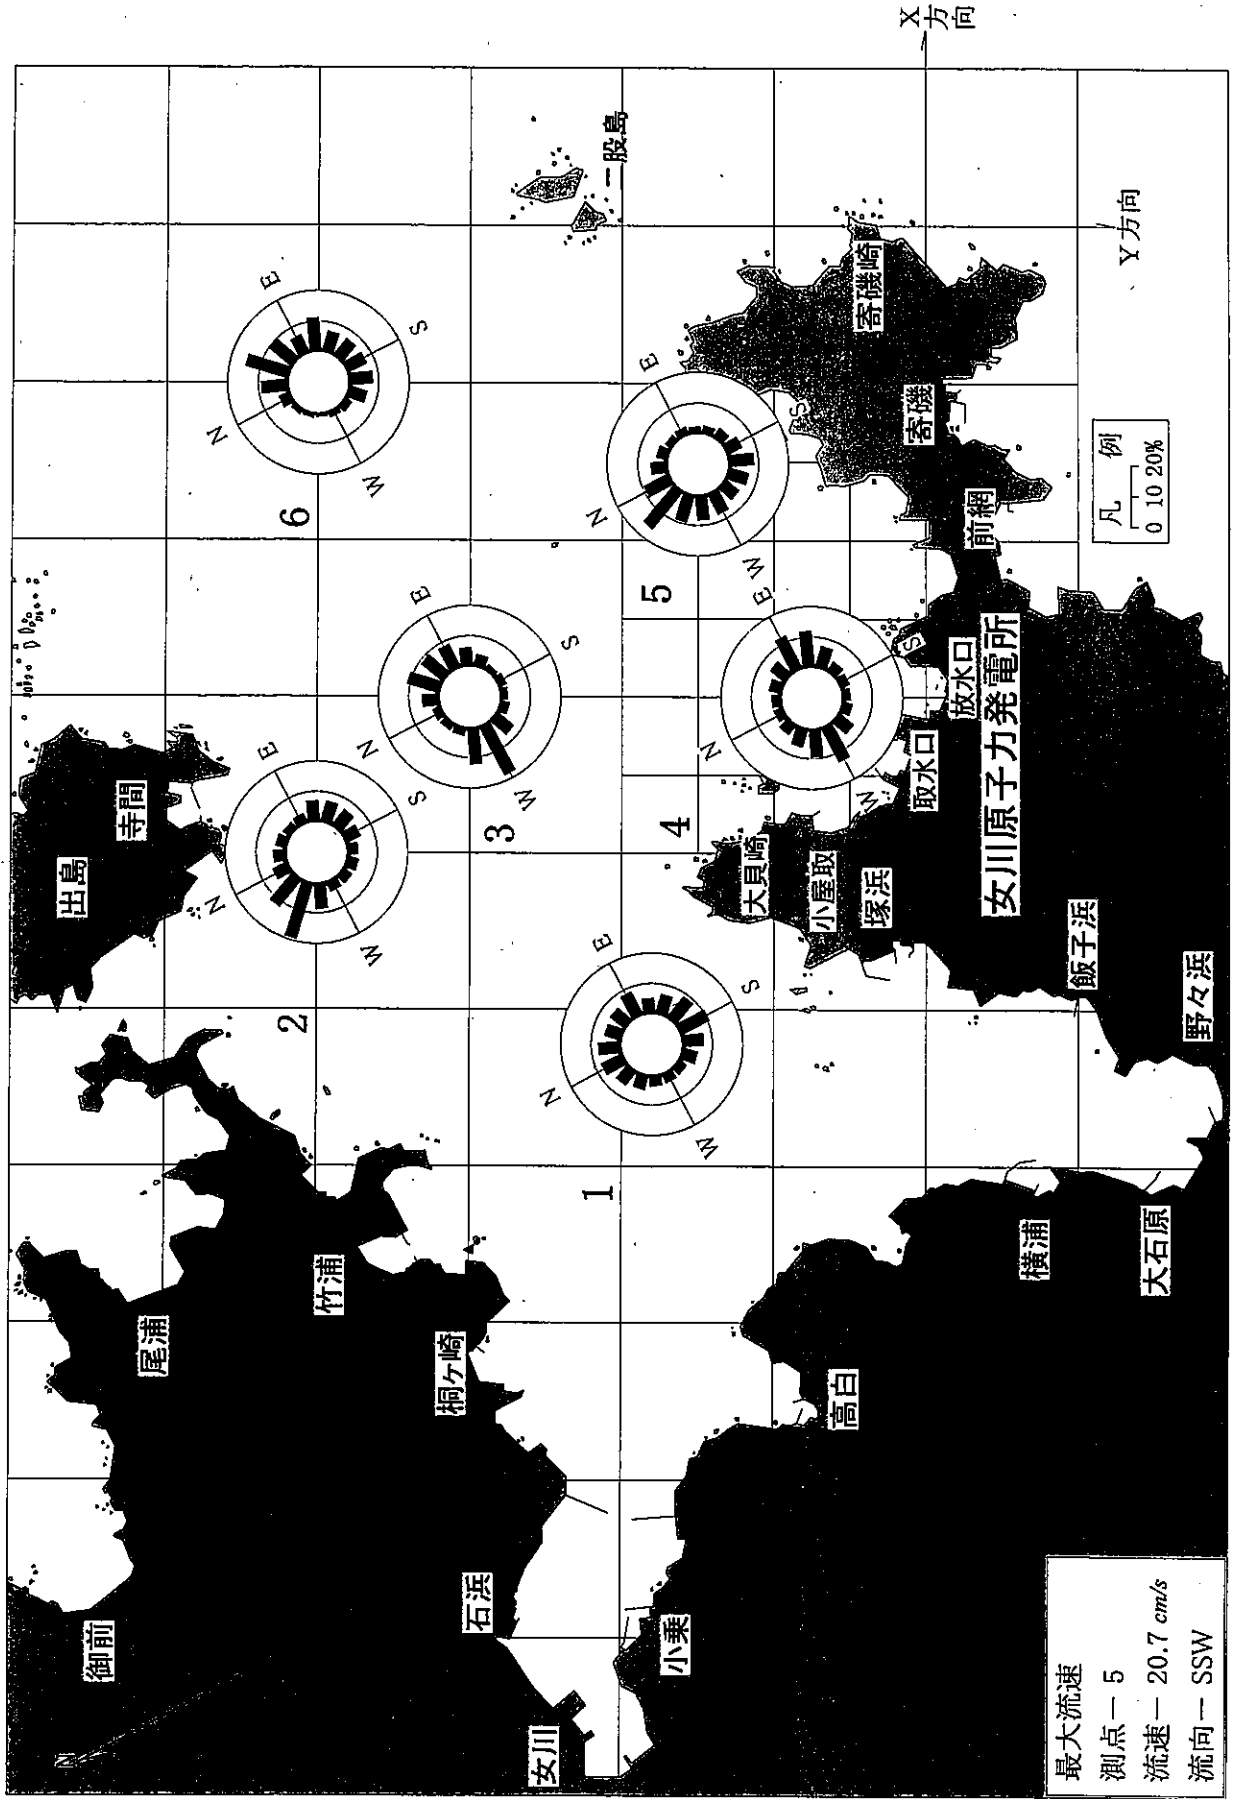 X
方
向
Y方向
二股島
寄磯崎
寄磯
前網
凡 例
0 10 20%
放水口
女川原子力発電所
取水口
出島
寺間
大貝崎
小屋取
塚浜
飯子浜
野々浜
横浦
大石原
高白
尾浦
竹浦
桐ヶ崎
石浜
御前
小乗
女川
N
1
N
E
S
W
2
N
E
S
W
3
N
E
S
W
4
N
E
S
W
5
N
E
S
W
6
N
E
S
W
最大流速
測点－5
流速－20.7 cm/s
流向－SSW